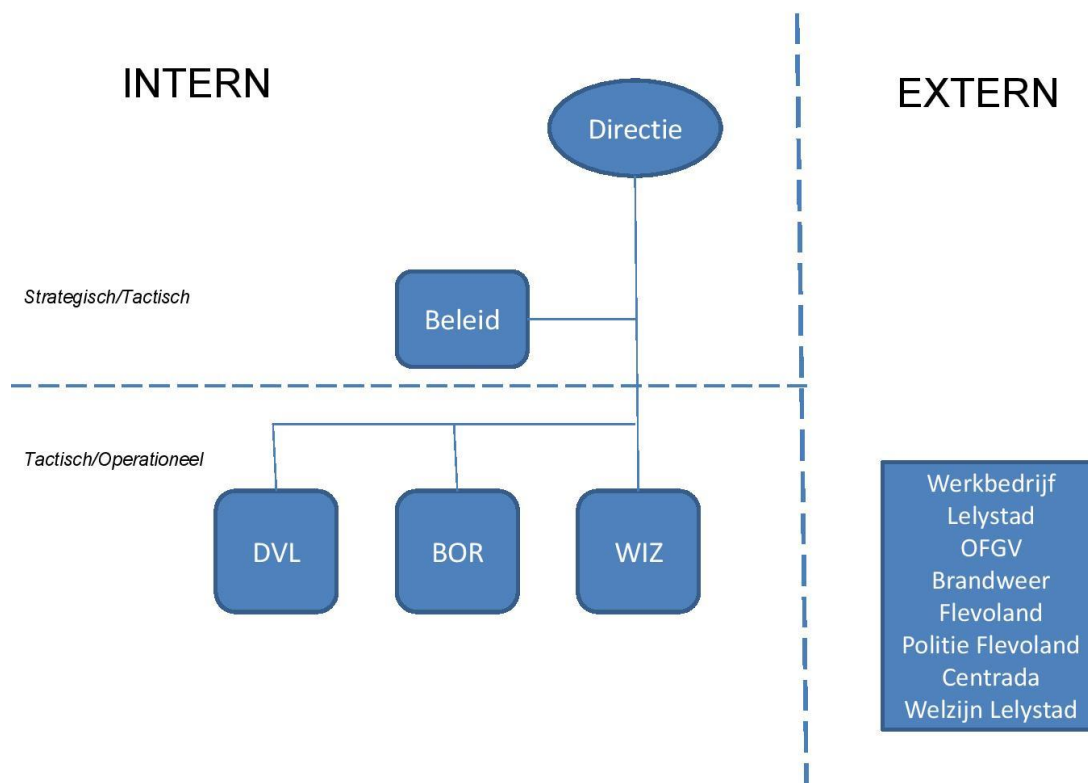 INTERN
EXTERN
Directie
Strategisch/Tactisch
Beleid
Tactisch/Operationeel
DVL
BOR
WIZ
Werkbedrijf
Lelystad
OFGV
Brandweer
Flevoland
Politie Flevoland
Centrada
Welzijn Lelystad